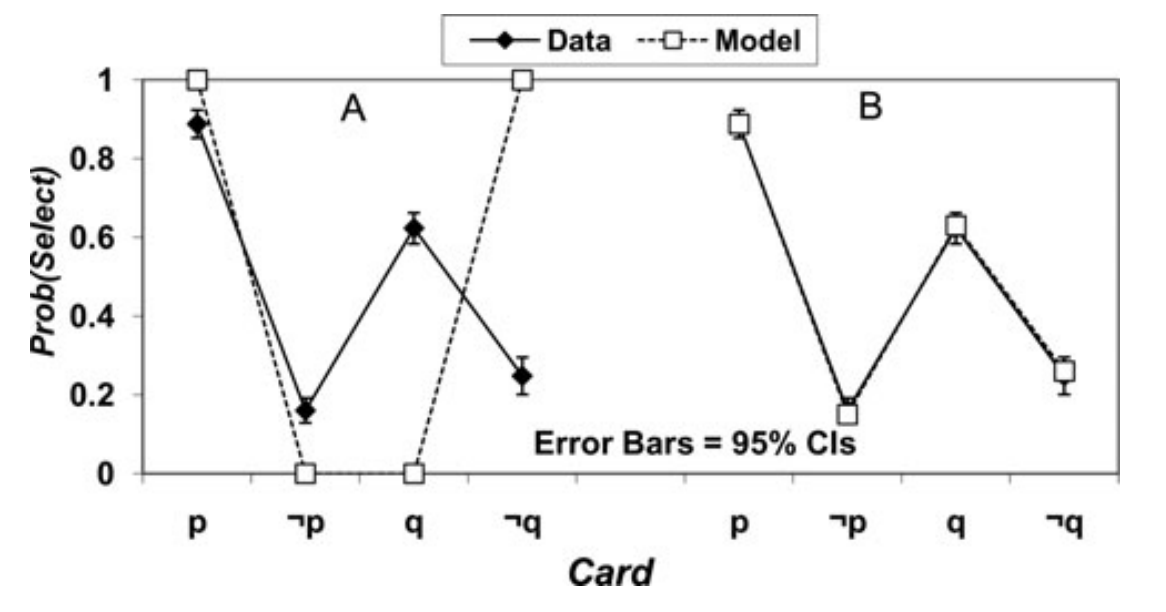 Data Model
1
A B
0.8
0.6
0.4
0.2
Error Bars = 95% CIs
0
Prob(Select)
p ¬p q ¬q p ¬p q ¬q
Card